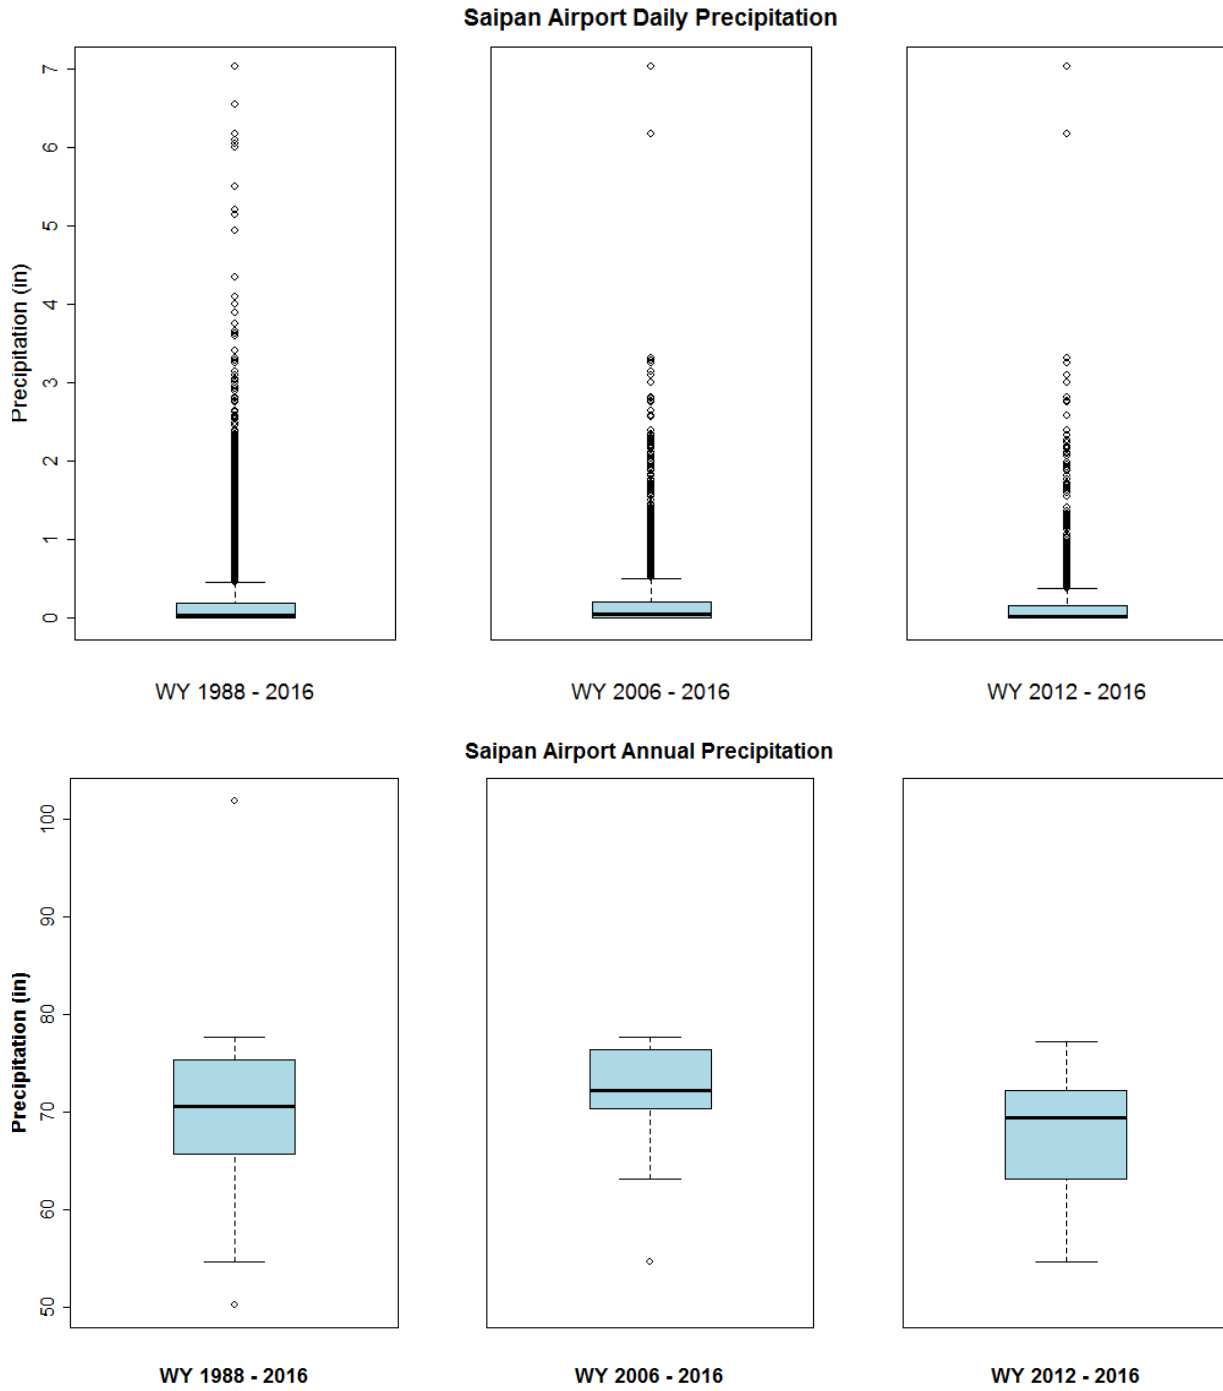 Saipan Airport Daily Precipitation
Precipitation (in)
7
6
5
4
3
2
1
0
WY 1988 - 2016
WY 2006 - 2016
WY 2012 - 2016
Saipan Airport Annual Precipitation
Precipitation (in)
100
90
80
70
60
50
WY 1988 - 2016
WY 2006 - 2016
WY 2012 - 2016